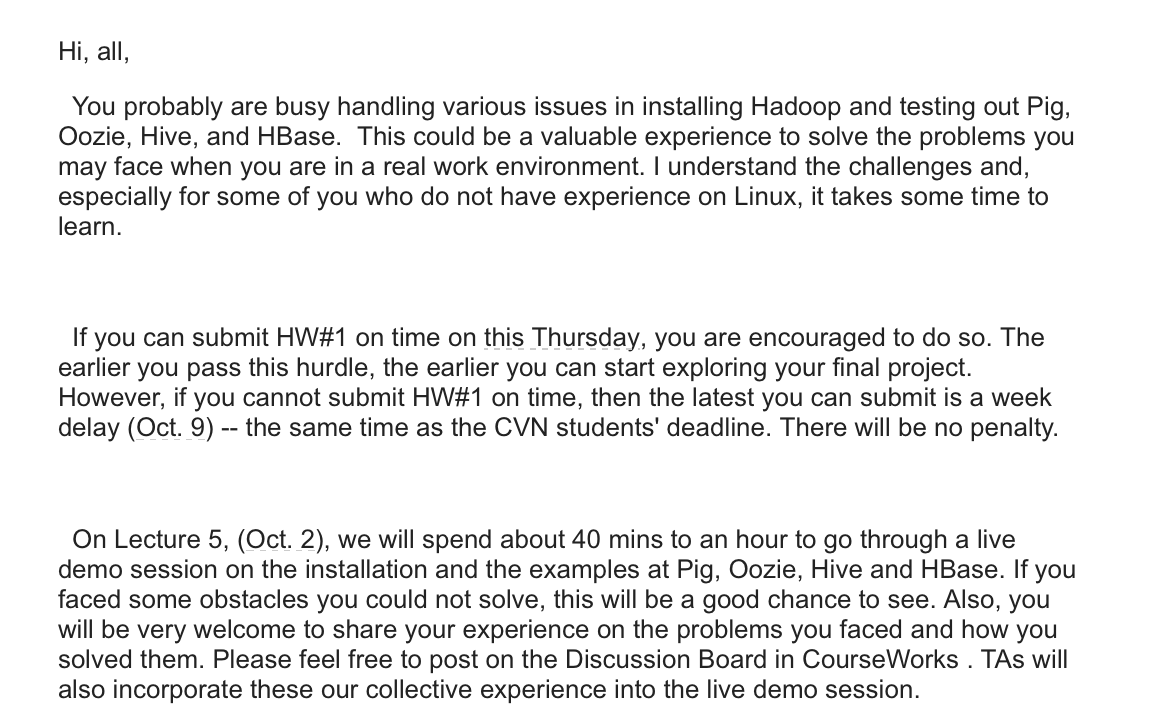 Hi, all,
You probably are busy handling various issues in installing Hadoop and testing out Pig,
Oozie, Hive, and HBase.  This could be a valuable experience to solve the problems you
may face when you are in a real work environment. I understand the challenges and,
especially for some of you who do not have experience on Linux, it takes some time to
learn.
If you can submit HW#1 on time on this Thursday, you are encouraged to do so. The
earlier you pass this hurdle, the earlier you can start exploring your final project.
However, if you cannot submit HW#1 on time, then the latest you can submit is a week
delay (Oct. 9) -- the same time as the CVN students' deadline. There will be no penalty.
On Lecture 5, (Oct. 2), we will spend about 40 mins to an hour to go through a live
demo session on the installation and the examples at Pig, Oozie, Hive and HBase. If you
faced some obstacles you could not solve, this will be a good chance to see. Also, you
will be very welcome to share your experience on the problems you faced and how you
solved them. Please feel free to post on the Discussion Board in CourseWorks . TAs will
also incorporate these our collective experience into the live demo session.